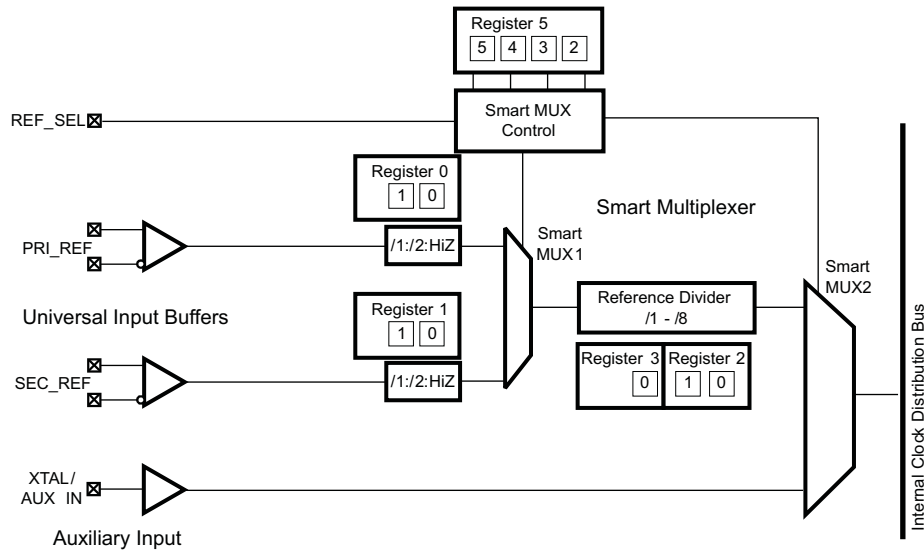 Register 5
5 4 3 2
Smart MUX
Control
REF_SEL
Register 0
1 0
Smart Multiplexer
PRI_REF
/1:/2:HiZ
Smart
MUX1
Smart
MUX2
Reference Divider
/1 - /8
Universal Input Buffers
Register 1
1 0
Register 3
0
Register 2
1 0
SEC_REF
/1:/2:HiZ
XTAL/
AUX IN
Auxiliary Input
Internal Clock Distribution Bus